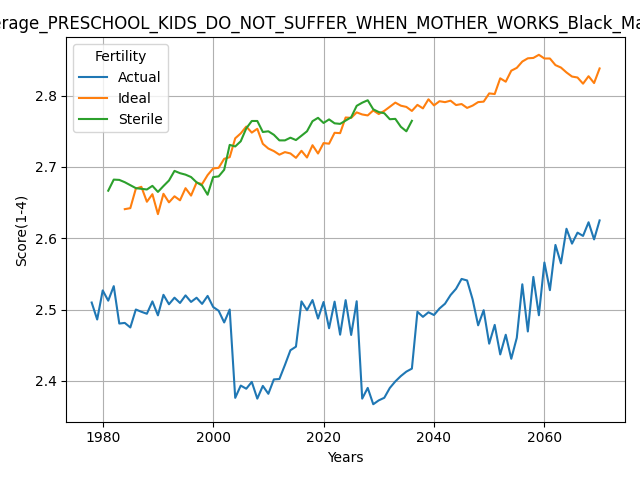 erage_PRESCHOOL_KIDS_DO_NOT_SUFFER_WHEN_MOTHER_WORKS_Black_Ma
Fertility
Actual
Ideal
Sterile
Score(1-4)
2.8
2.7
2.6
2.5
2.4
1980 2000 2020 2040 2060
Years